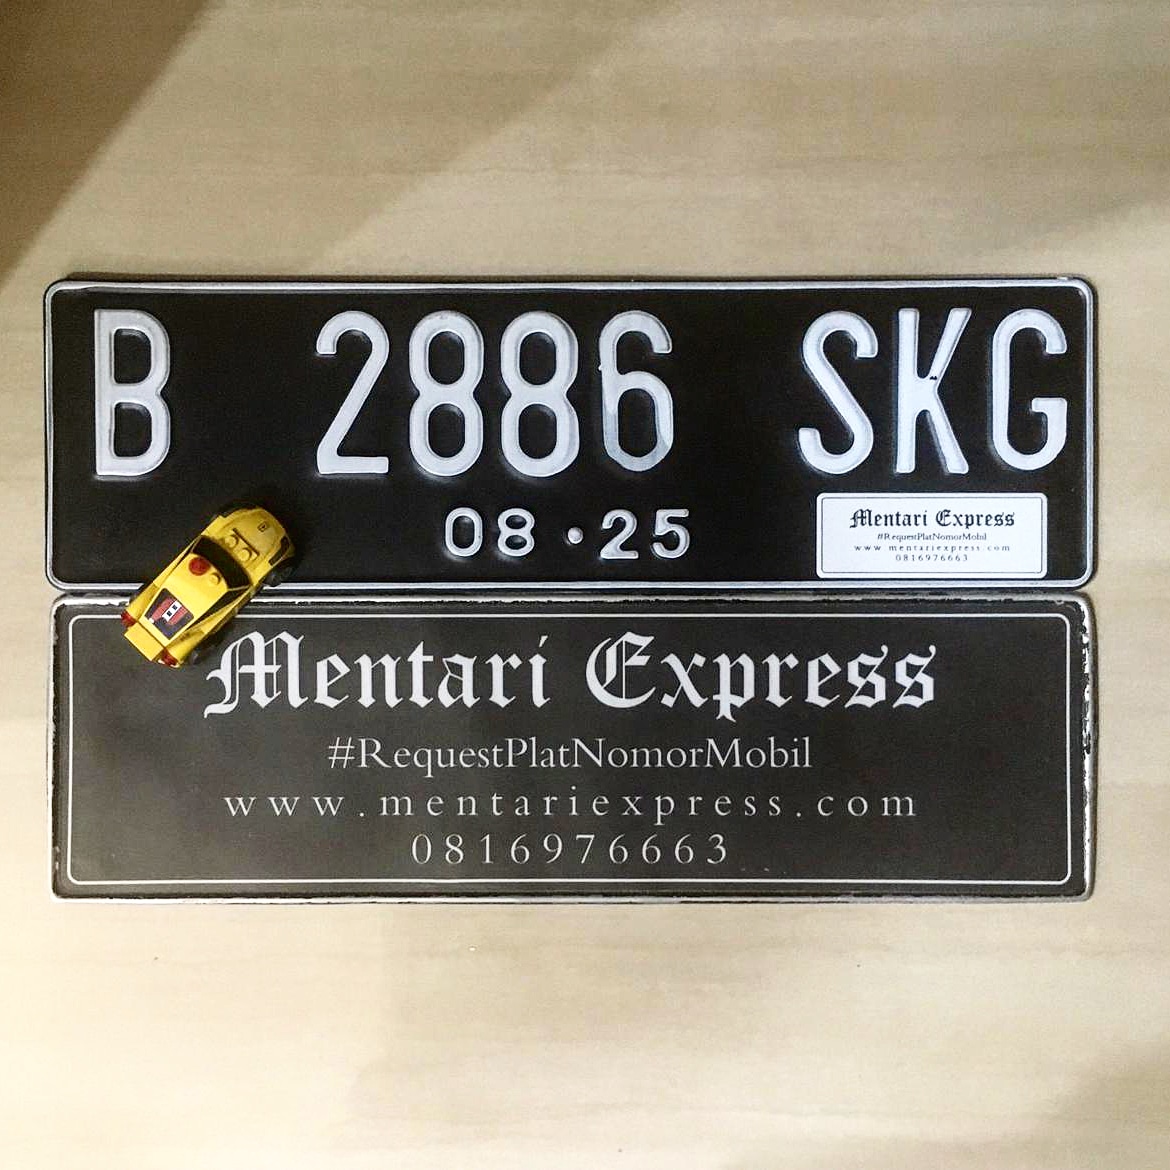 B 2886 SKG
08·25
Mentari Express
#RequestPlatNomorMobil
www.mentariexpress.com
0816976663
Mentari Express
#RequestPlatNomorMobil
www.mentariexpress.com
0816976663